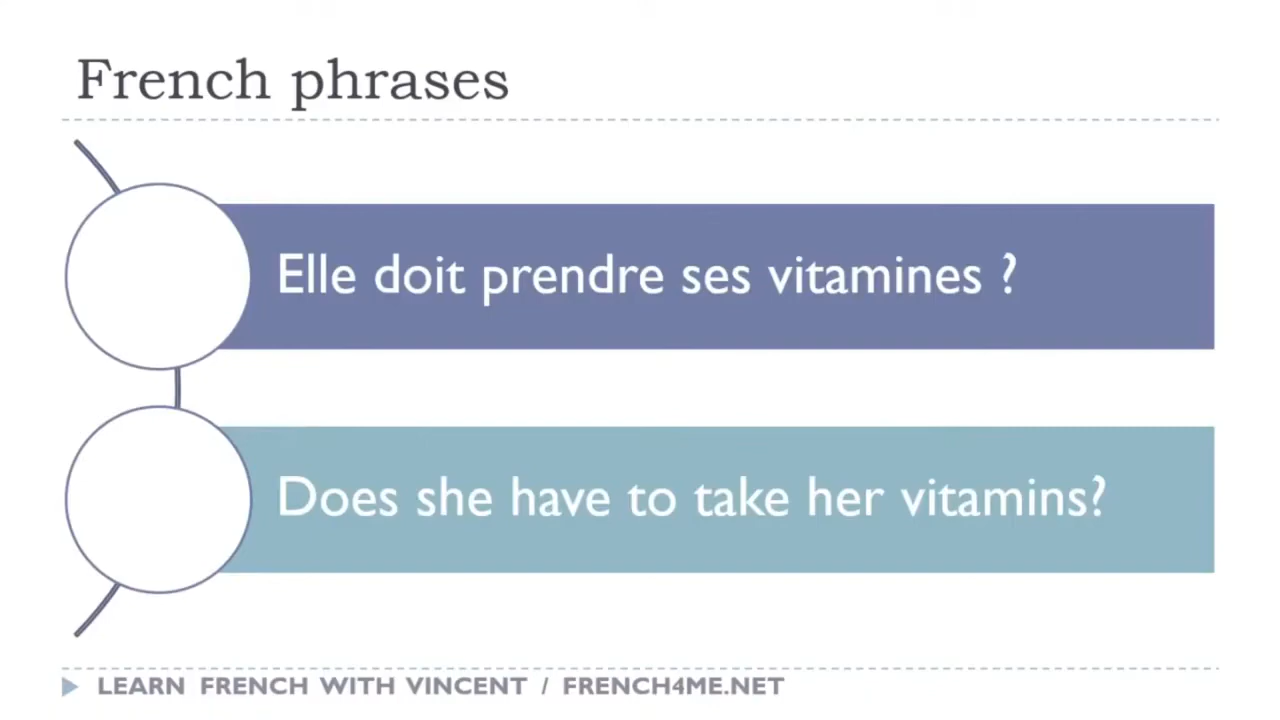 French phrases
Elle doit prendre ses vitamines ?
Does she have to take her vitamins?
LEARN FRENCH WITH VINCENT / FRENCH4ME.NET